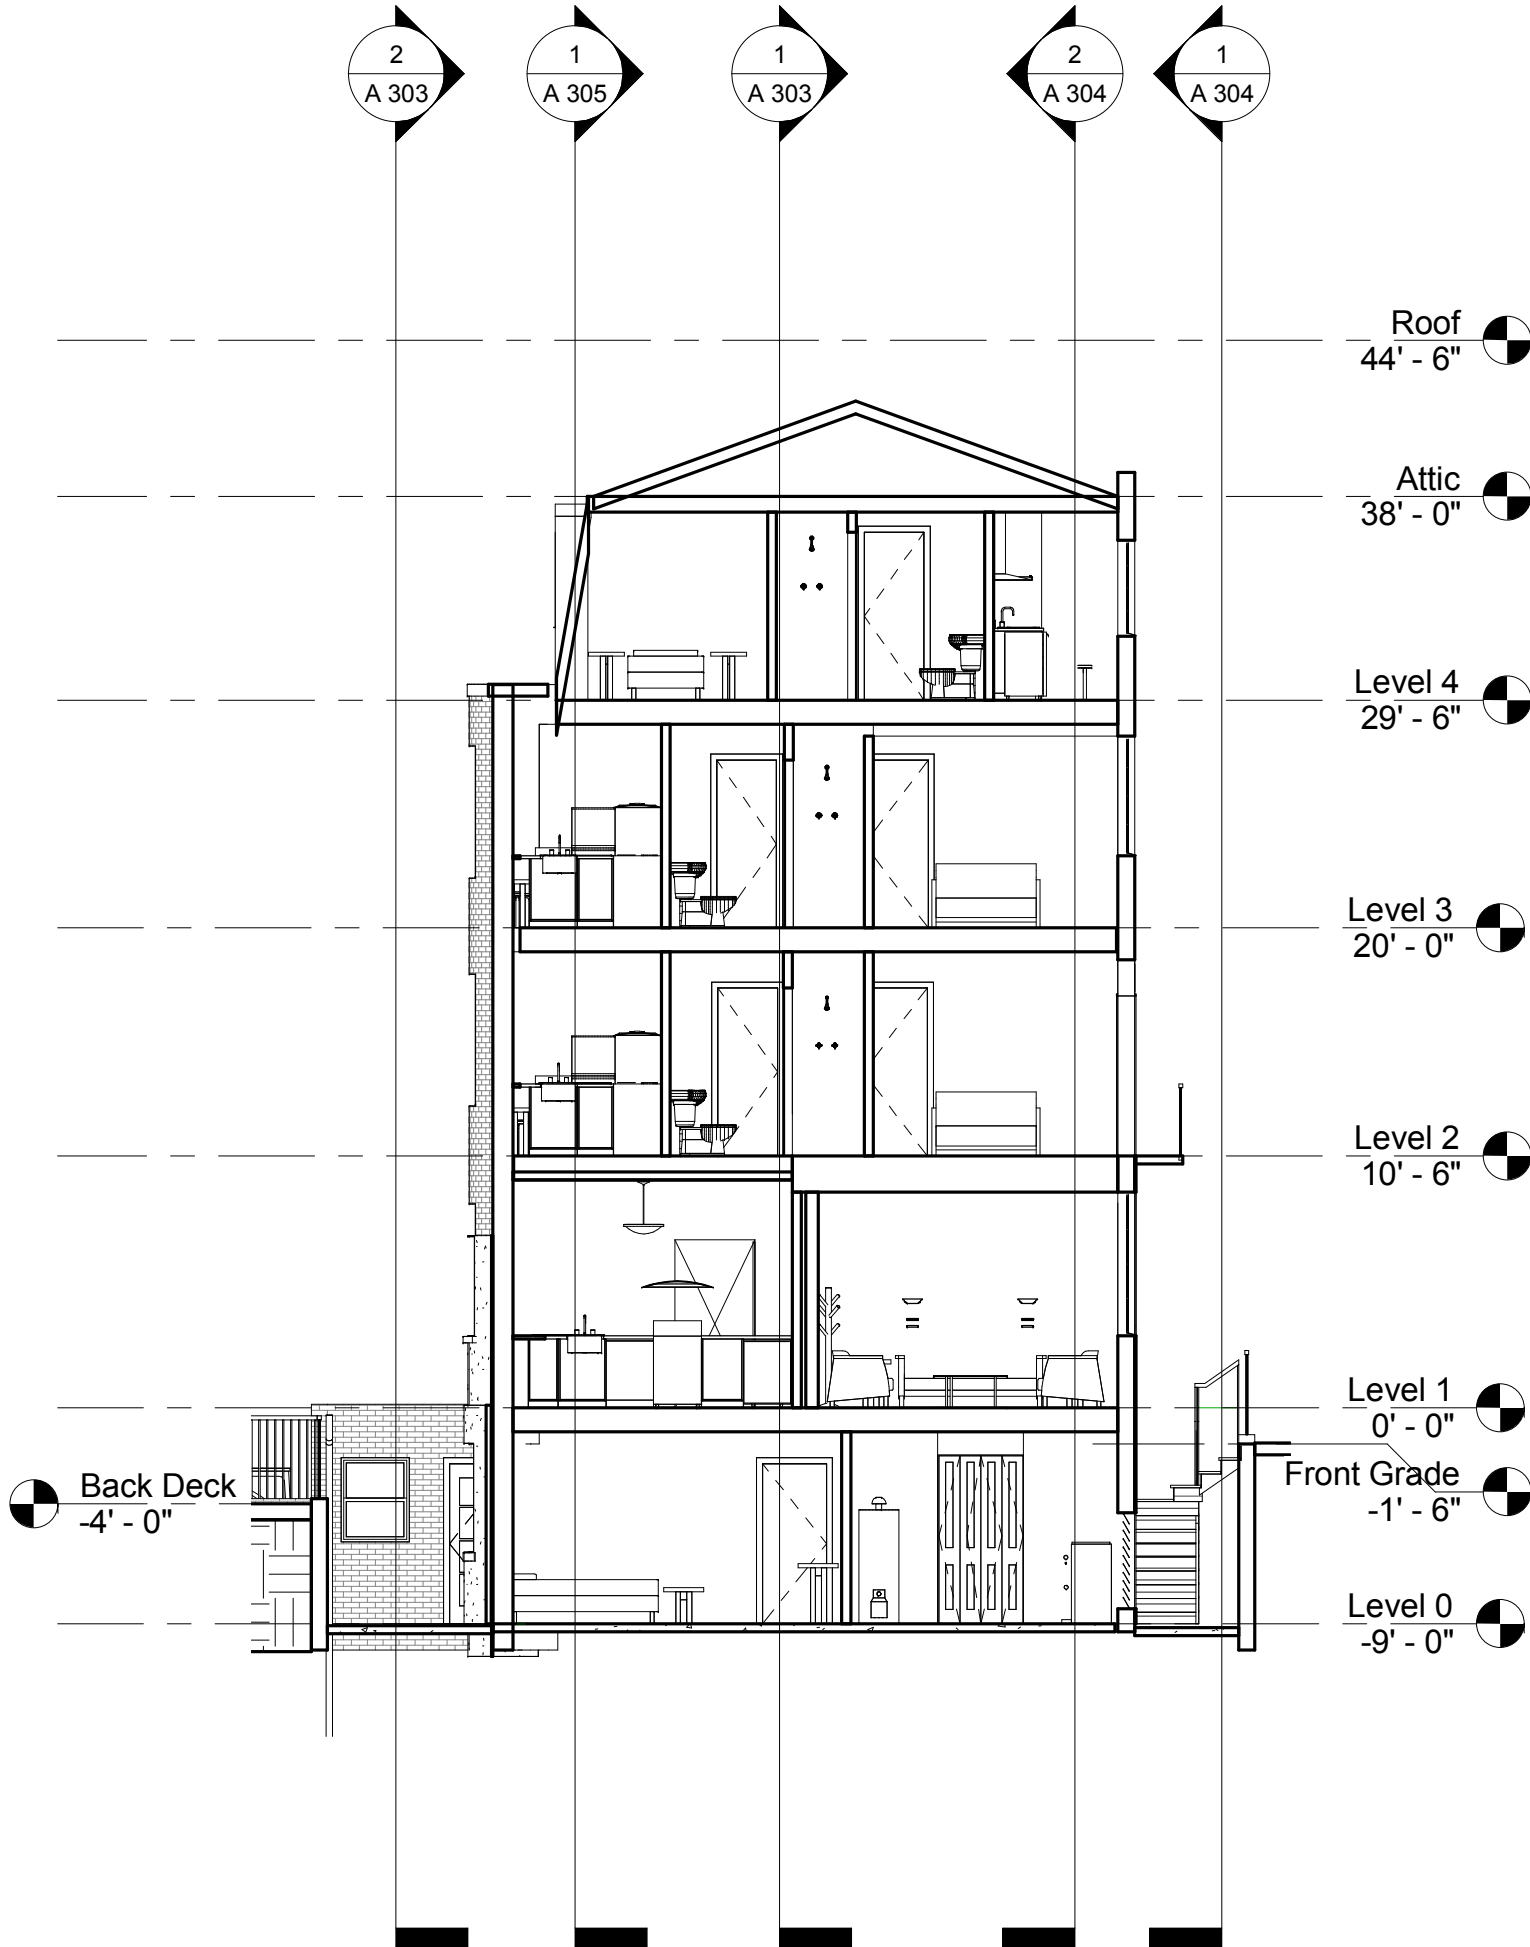 2
A 303
1
A 305
1
A 303
2
A 304
1
A 304
Roof
44' - 6"
Attic
38' - 0"
Level 4
29' - 6"
Level 3
20' - 0"
Level 2
10' - 6"
Level 1
0' - 0"
Back Deck
-4' - 0"
Front Grade
-1' - 6"
Level 0
-9' - 0"